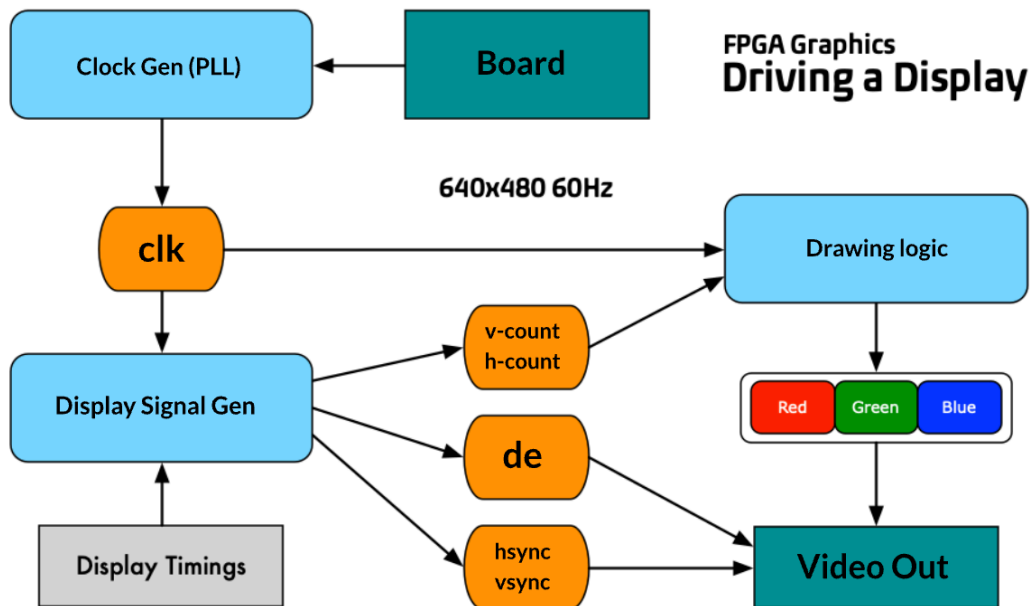 Clock Gen (PLL)
Board
FPGA Graphics
Driving a Display
640x480 60Hz
clk
Drawing logic
v-count
h-count
Display Signal Gen
Red
Green
Blue
de
Display Timings
hsync
vsync
Video Out